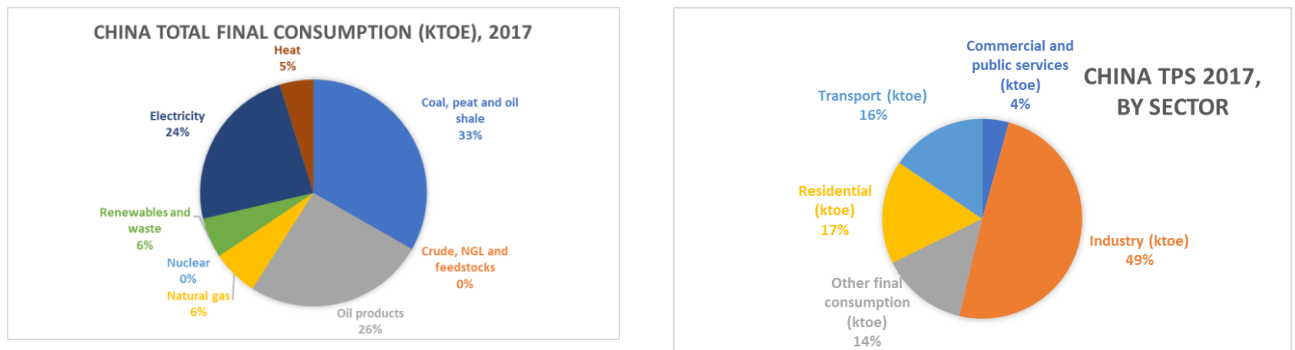 CHINA TOTAL FINAL CONSUMPTION (KTOE), 2017
Heat
5%
Coal, peat and oil
shale
33%
Electricity
24%
Renewables and
waste
6%
Nuclear
0%
Natural gas
6%
Crude, NGL and
feedstocks
0%
Oil products
26%
CHINA TPS 2017,
BY SECTOR
Commercial and
public services
(ktoe)
4%
Transport (ktoe)
16%
Residential
(ktoe)
17%
Industry (ktoe)
49%
Other final
consumption
(ktoe)
14%